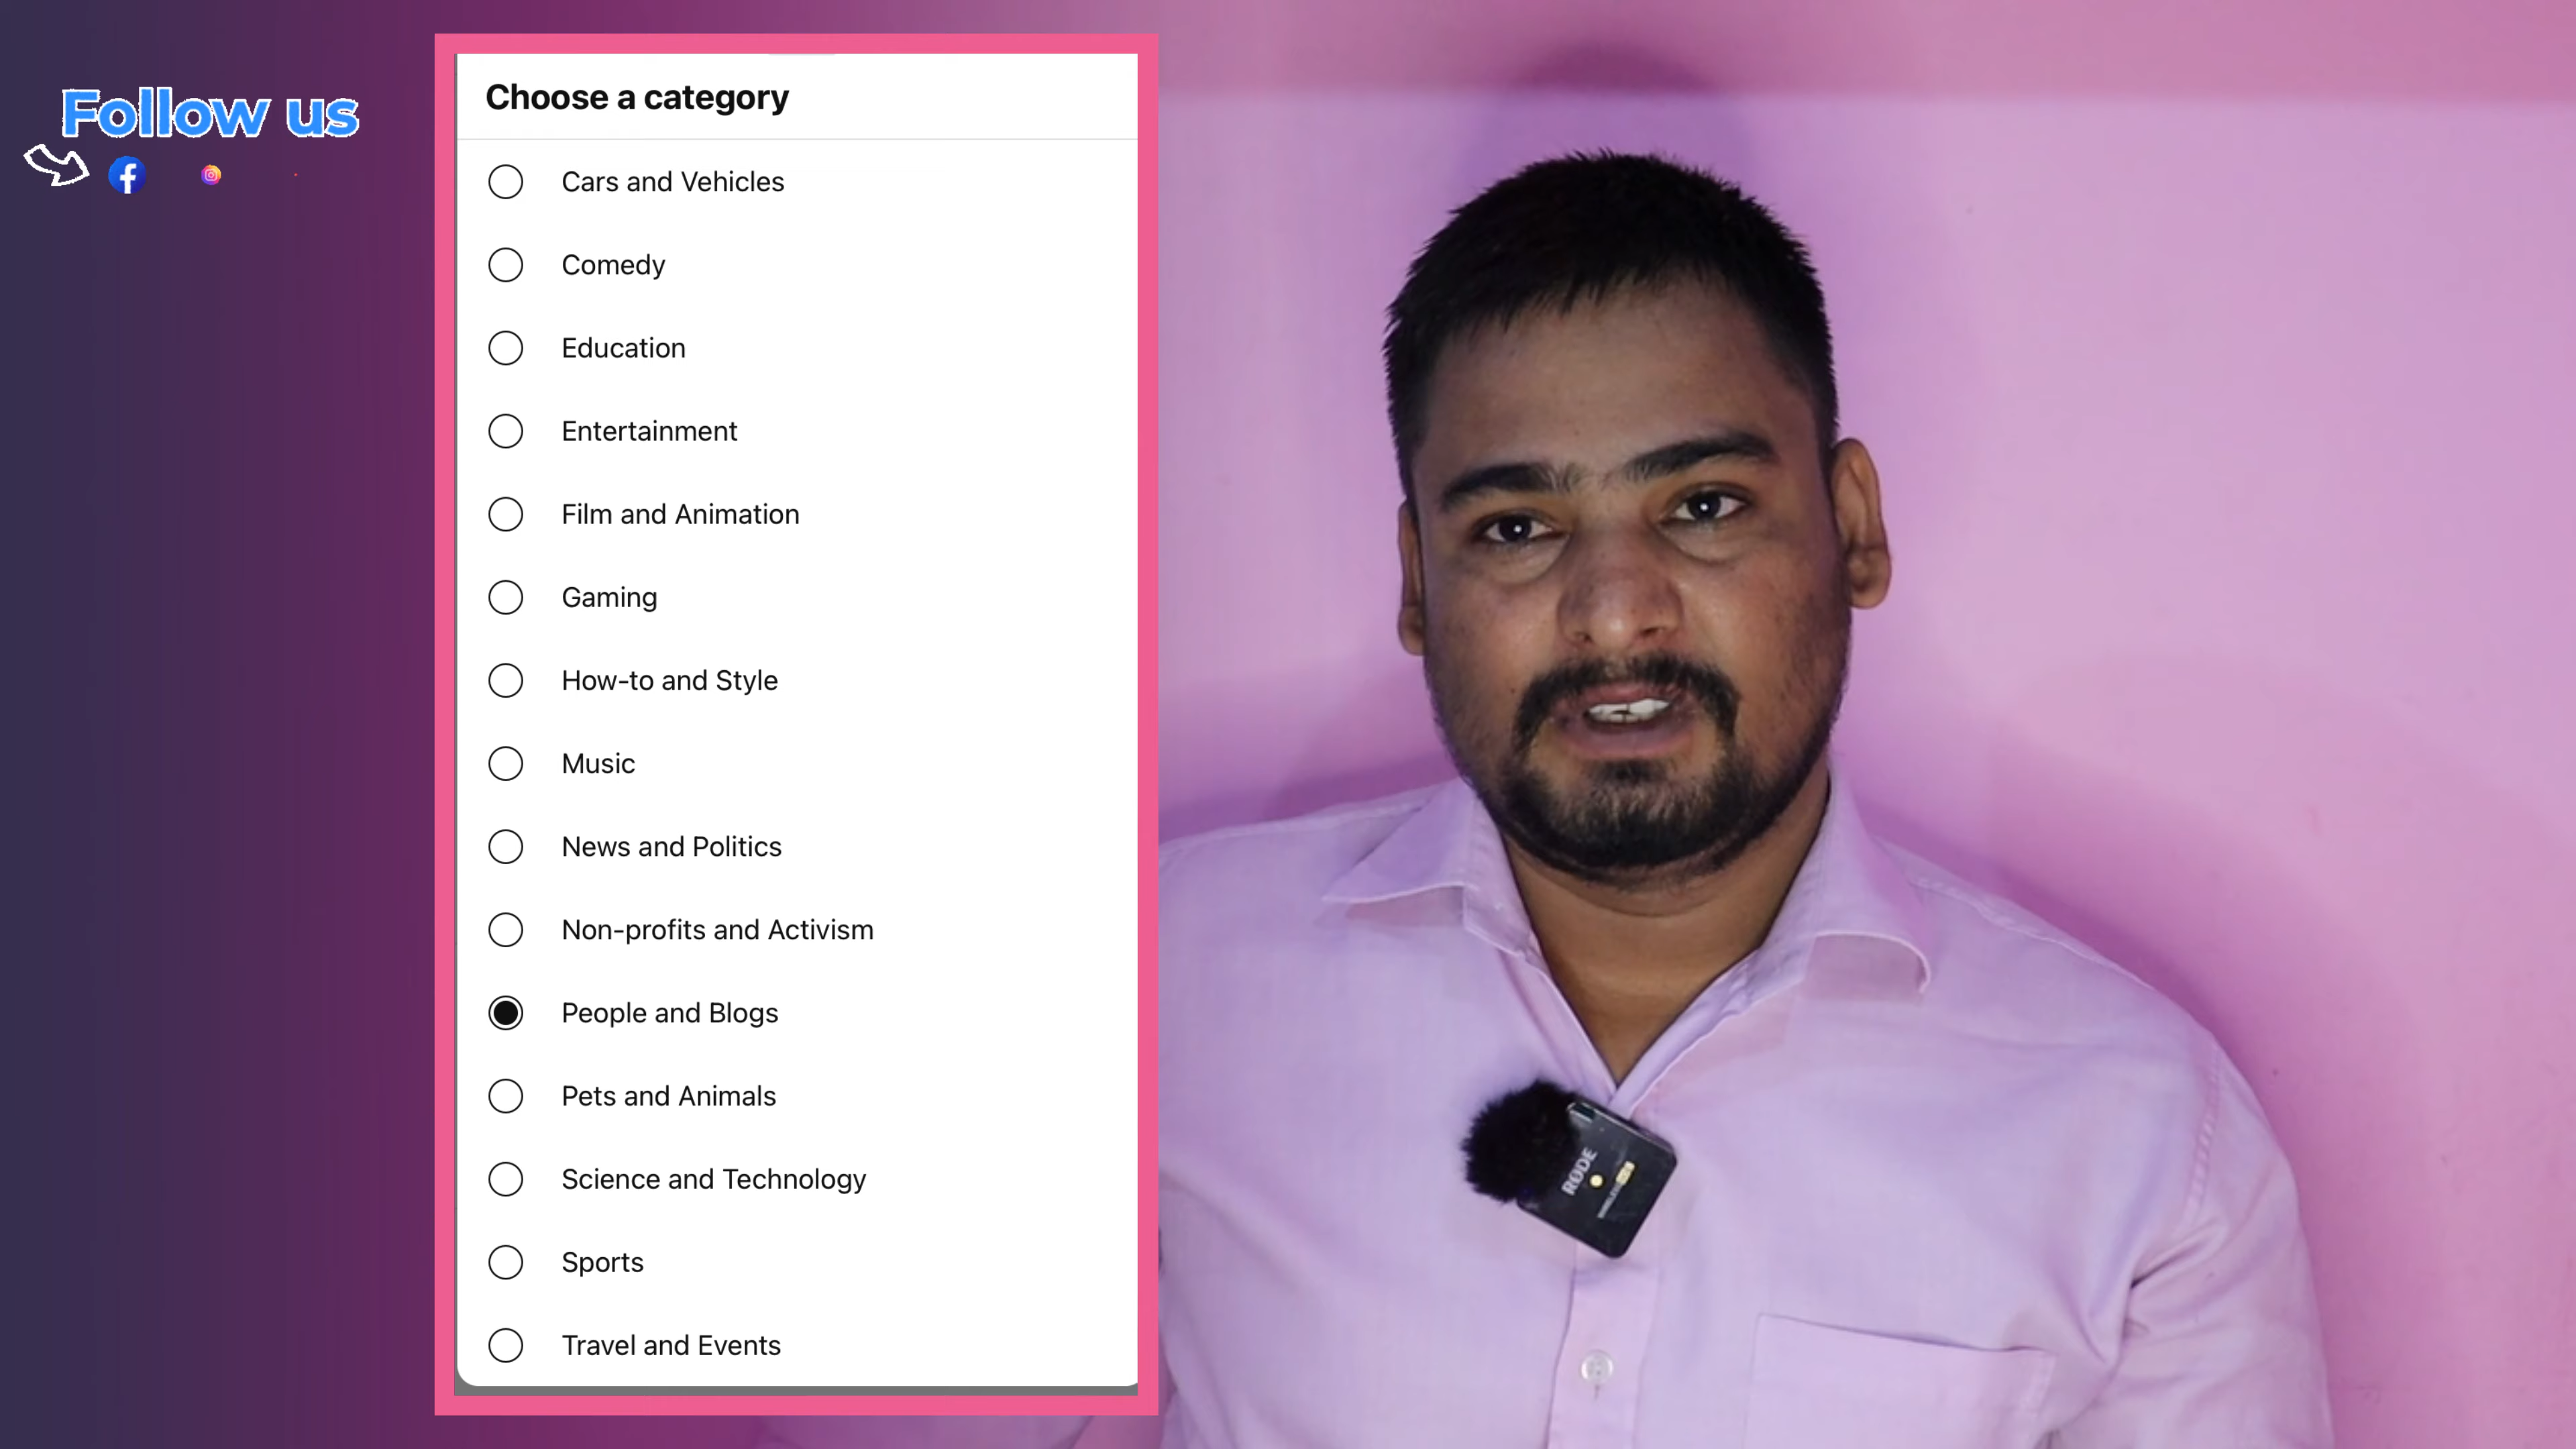 Follow us
Choose a category
Cars and Vehicles
Comedy
Education
Entertainment
Film and Animation
Gaming
How-to and Style
Music
News and Politics
Non-profits and Activism
People and Blogs
Pets and Animals
Science and Technology
Sports
Travel and Events
RØDE